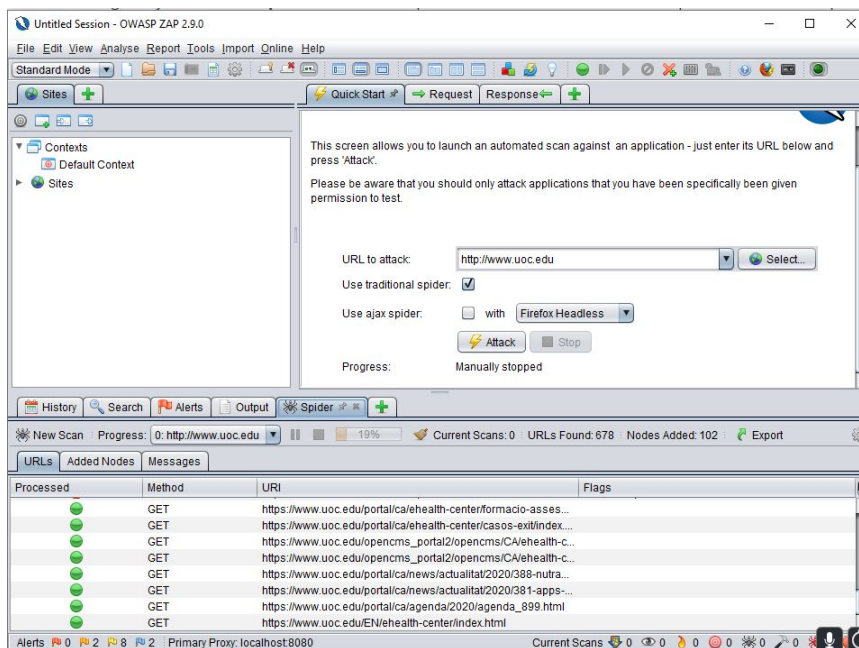 Untitled Session - OWASP ZAP 2.9.0
File Edit View Analyse Report Tools Import Online Help
Standard Mode
Sites
Quick Start Request Response
Contexts
Default Context
Sites
This screen allows you to launch an automated scan against an application - just enter its URL below and
press 'Attack'.
Please be aware that you should only attack applications that you have been specifically been given
permission to test.
URL to attack: http://www.uoc.edu Select...
Use traditional spider:
Use ajax spider: with Firefox Headless
Attack Stop
Progress: Manually stopped
History Search Alerts Output Spider
New Scan Progress: 0: http://www.uoc.edu 19% Current Scans: 0 URLs Found: 678 Nodes Added: 102 Export
URLs Added Nodes Messages
Processed Method URI Flags
GET https://www.uoc.edu/portal/ca/ehealth-center/formacio-asses...
GET https://www.uoc.edu/portal/ca/ehealth-center/casos-exit/index....
GET https://www.uoc.edu/opencms_portal2/opencms/CA/ehealth-c...
GET https://www.uoc.edu/opencms_portal2/opencms/CA/ehealth-c...
GET https://www.uoc.edu/portal/ca/news/actualitat/2020/388-nutra...
GET https://www.uoc.edu/portal/ca/news/actualitat/2020/381-apps-...
GET https://www.uoc.edu/portal/ca/agenda/2020/agenda_899.html
GET https://www.uoc.edu/EN/ehealth-center/index.html
Alerts 0 2 8 2 Primary Proxy: localhost:8080 Current Scans 0 0 0 0 0 0